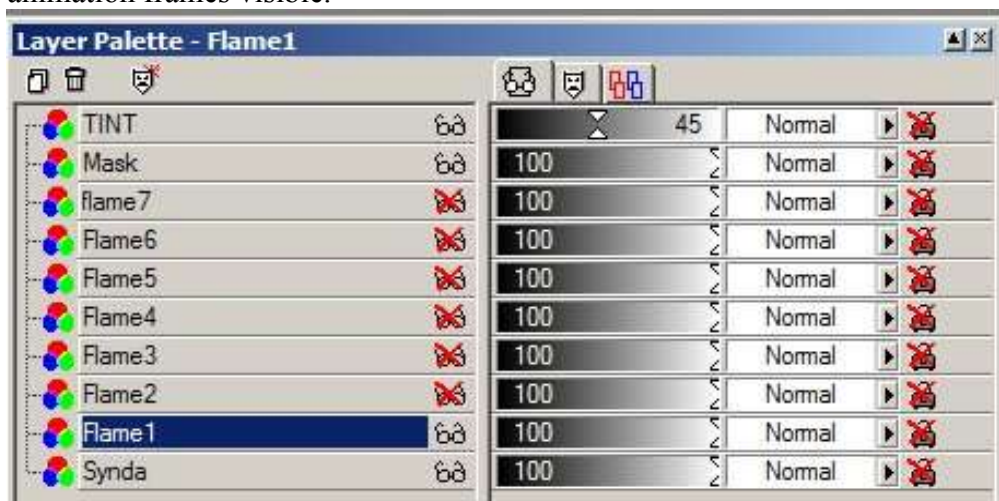 animation frames visible.
Layer Palette - Flame1
TINT 45 Normal
Mask 100 Normal
flame7 100 Normal
Flame6 100 Normal
Flame5 100 Normal
Flame4 100 Normal
Flame3 100 Normal
Flame2 100 Normal
Flame1 100 Normal
Synda 100 Normal